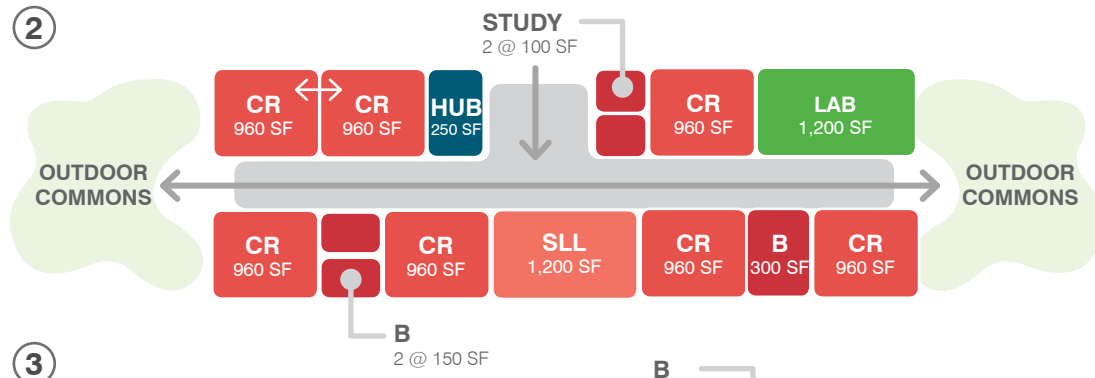 2
STUDY
2 @ 100 SF
CR
960 SF
CR
960 SF
HUB
250 SF
CR
960 SF
LAB
1,200 SF
OUTDOOR
COMMONS
OUTDOOR
COMMONS
CR
960 SF
CR
960 SF
SLL
1,200 SF
CR
960 SF
B
300 SF
CR
960 SF
B
2 @ 150 SF
3
B